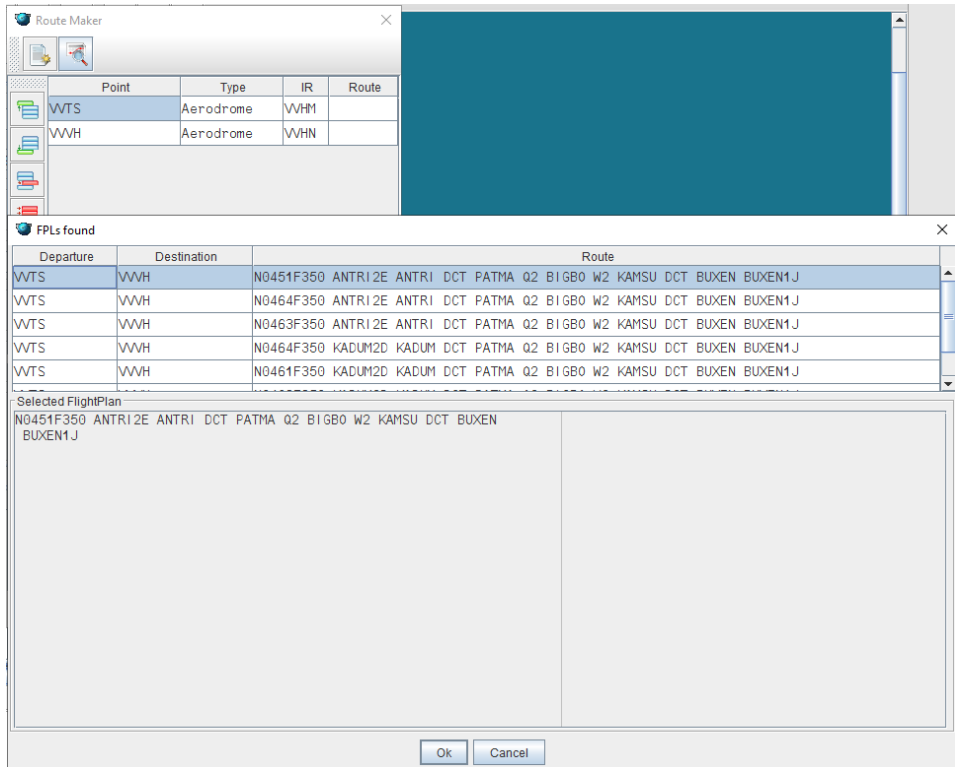 Route Maker
Point Type IR Route
VVTS Aerodrome VVHM
VVVH Aerodrome VVHN
FPLs found
Departure Destination Route
VVTS VVVH N0451F350 ANTRI2E ANTRI DCT PATMA Q2 BIGBO W2 KAMSU DCT BUXEN BUXEN1J
VVTS VVVH N0464F350 ANTRI2E ANTRI DCT PATMA Q2 BIGBO W2 KAMSU DCT BUXEN BUXEN1J
VVTS VVVH N0463F350 ANTRI2E ANTRI DCT PATMA Q2 BIGBO W2 KAMSU DCT BUXEN BUXEN1J
VVTS VVVH N0464F350 KADUM2D KADUM DCT PATMA Q2 BIGBO W2 KAMSU DCT BUXEN BUXEN1J
VVTS VVVH N0461F350 KADUM2D KADUM DCT PATMA Q2 BIGBO W2 KAMSU DCT BUXEN BUXEN1J
Selected FlightPlan
N0451F350 ANTRI2E ANTRI DCT PATMA Q2 BIGBO W2 KAMSU DCT BUXEN
BUXEN1J
Ok Cancel